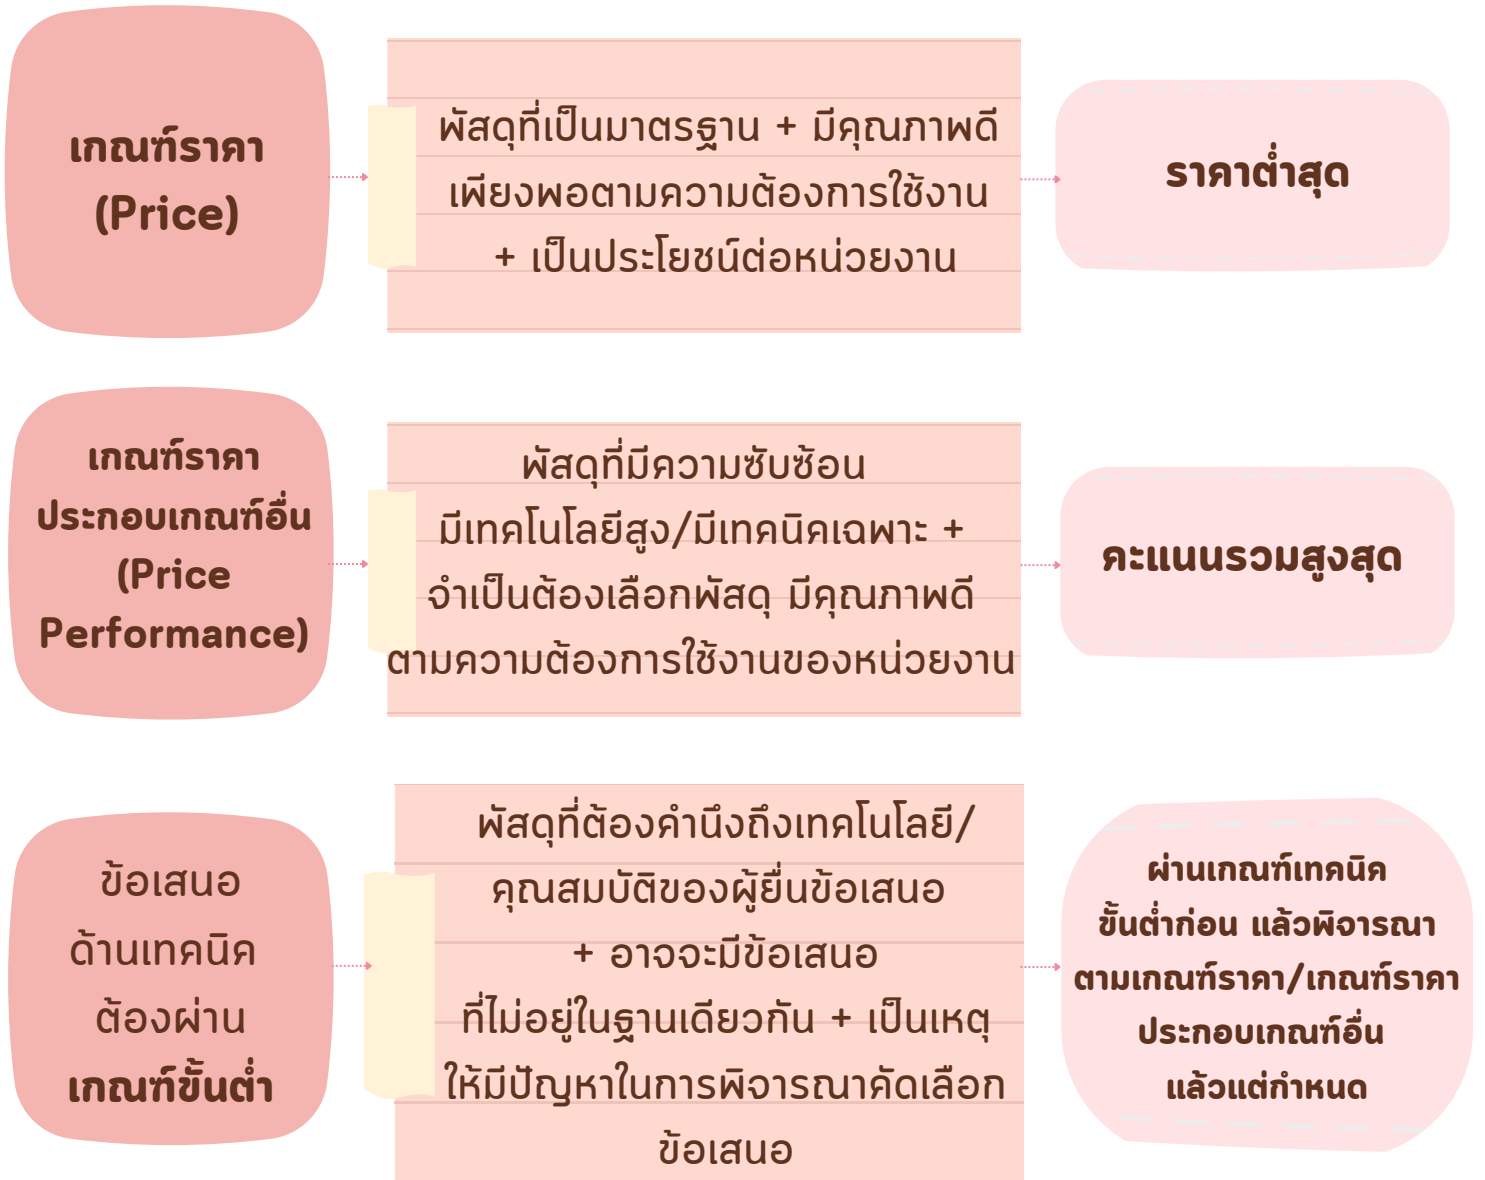 เกณฑ์ราคา
(Price)
พัสดุที่เป็นมาตรฐาน + มีคุณภาพดี
เพียงพอตามความต้องการใช้งาน
+ เป็นประโยชน์ต่อหน่วยงาน
ราคาต่ำสุด
เกณฑ์ราคา
ประกอบเกณฑ์อื่น
(Price
Performance)
พัสดุที่มีความซับซ้อน
มีเทคโนโลยีสูง/มีเทคนิคเฉพาะ +
จำเป็นต้องเลือกพัสดุ มีคุณภาพดี
ตามความต้องการใช้งานของหน่วยงาน
คะแนนรวมสูงสุด
ข้อเสนอ
ด้านเทคนิค
ต้องผ่าน
เกณฑ์ขั้นต่ำ
พัสดุที่ต้องคำนึงถึงเทคโนโลยี/
คุณสมบัติของผู้ยื่นข้อเสนอ
+ อาจจะมีข้อเสนอ
ที่ไม่อยู่ในฐานเดียวกัน + เป็นเหตุ
ให้มีปัญหาในการพิจารณาคัดเลือก
ข้อเสนอ
ผ่านเกณฑ์เทคนิค
ขั้นต่ำก่อน แล้วพิจารณา
ตามเกณฑ์ราคา/เกณฑ์ราคา
ประกอบเกณฑ์อื่น
แล้วแต่กำหนด